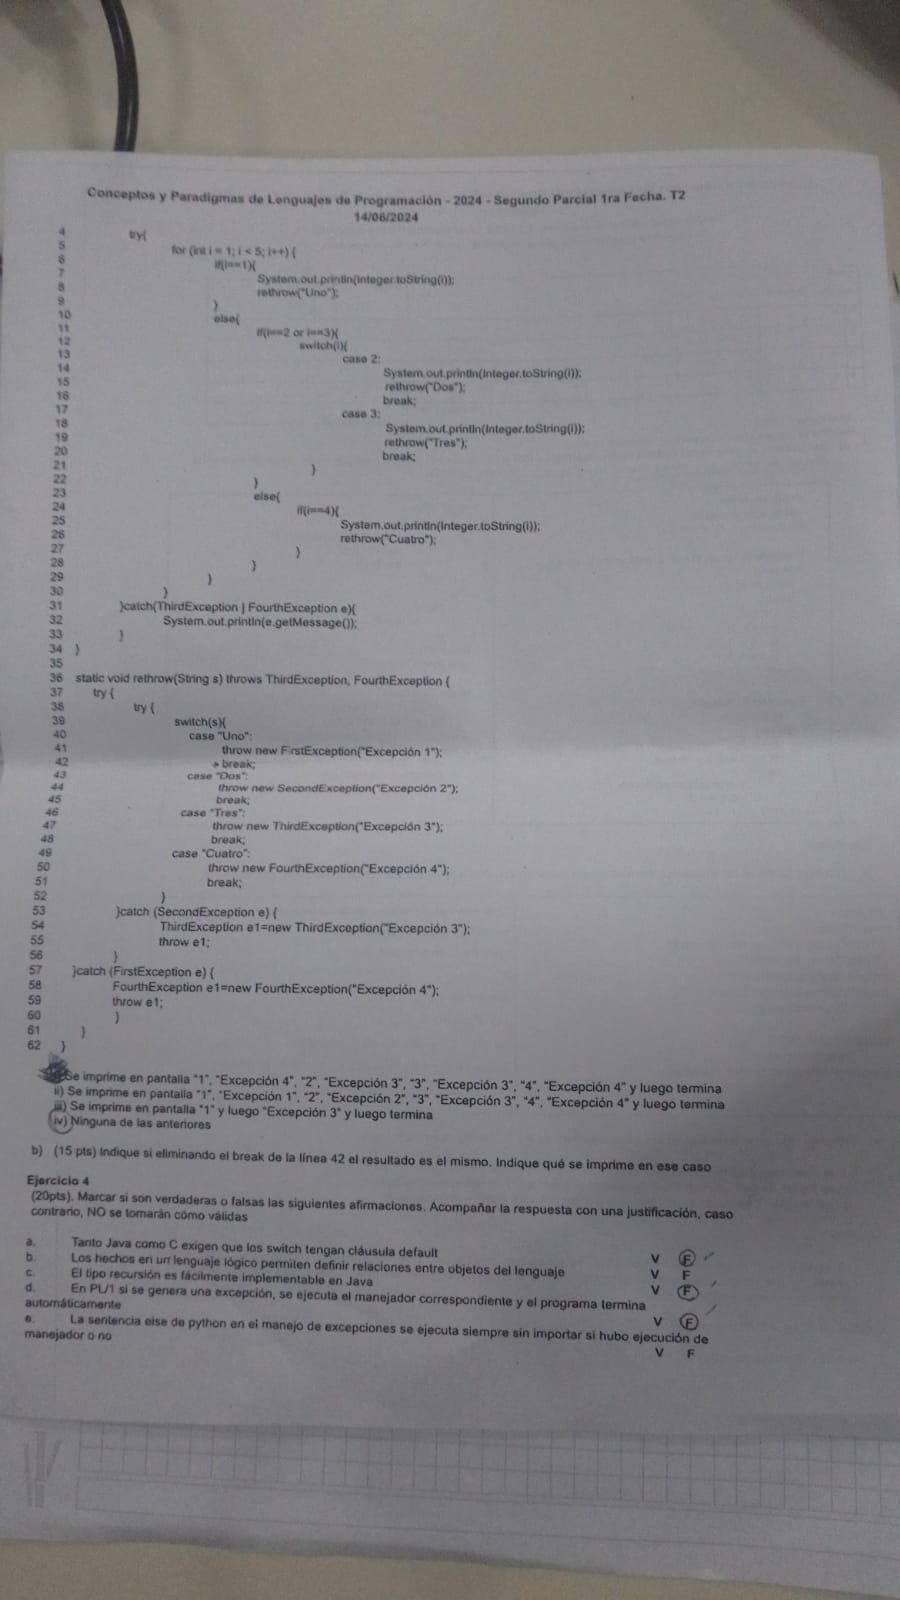 Conceptos y Paradigmas de Lenguajes de Programación - 2024 - Segundo Parcial 1ra Fecha. T2
14/06/2024
4 try{
5 for (int i = 1; i < 5; i++) {
6 if(i==1){
7 System.out.println(Integer.toString(i));
8 rethrow("Uno");
9 }
10 else{
11 if(i==2 or i==3){
12 switch(i){
13 case 2:
14 System.out.println(Integer.toString(i));
15 rethrow("Dos");
16 break;
17 case 3:
18 System.out.println(Integer.toString(i));
19 rethrow("Tres");
20 break;
21 }
22 }
23 else{
24 if(i==4){
25 System.out.println(Integer.toString(i));
26 rethrow("Cuatro");
27 }
28 }
29 }
30 }
31 }catch(ThirdException | FourthException e){
32 System.out.println(e.getMessage());
33 }
34 }
35
36 static void rethrow(String s) throws ThirdException, FourthException {
37 try {
38 try {
39 switch(s){
40 case "Uno":
41 throw new FirstException("Excepción 1");
42 break;
43 case "Dos":
44 throw new SecondException("Excepción 2");
45 break;
46 case "Tres":
47 throw new ThirdException("Excepción 3");
48 break;
49 case "Cuatro":
50 throw new FourthException("Excepción 4");
51 break;
52 }
53 }catch (SecondException e) {
54 ThirdException e1=new ThirdException("Excepción 3");
55 throw e1;
56 }
57 }catch (FirstException e) {
58 FourthException e1=new FourthException("Excepción 4");
59 throw e1;
60 }
61 }
62 }
Se imprime en pantalla "1", "Excepción 4", "2", "Excepción 3", "3", "Excepción 3", "4", "Excepción 4" y luego termina
ii) Se imprime en pantalla "1", "Excepción 1", "2", "Excepción 2", "3", "Excepción 3", "4", "Excepción 4" y luego termina
iii) Se imprime en pantalla "1" y luego "Excepción 3" y luego termina
iv) Ninguna de las anteriores
b) (15 pts) Indique si eliminando el break de la línea 42 el resultado es el mismo. Indique qué se imprime en ese caso
Ejercicio 4
(20pts). Marcar si son verdaderas o falsas las siguientes afirmaciones. Acompañar la respuesta con una justificación, caso
contrario, NO se tomarán cómo válidas
a. Tanto Java como C exigen que los switch tengan cláusula default V F
b. Los hechos en un lenguaje lógico permiten definir relaciones entre objetos del lenguaje V F
c. El tipo recursión es fácilmente implementable en Java V F
d. En PL/1 si se genera una excepción, se ejecuta el manejador correspondiente y el programa termina
automáticamente V F
e. La sentencia else de python en el manejo de excepciones se ejecuta siempre sin importar si hubo ejecución de
manejador o no V F